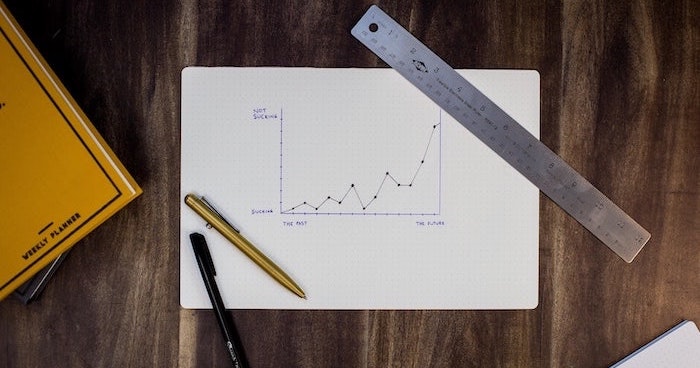 NOT
SUCKING
SUCKING
THE PAST
THE FUTURE
WEEKLY PLANNER